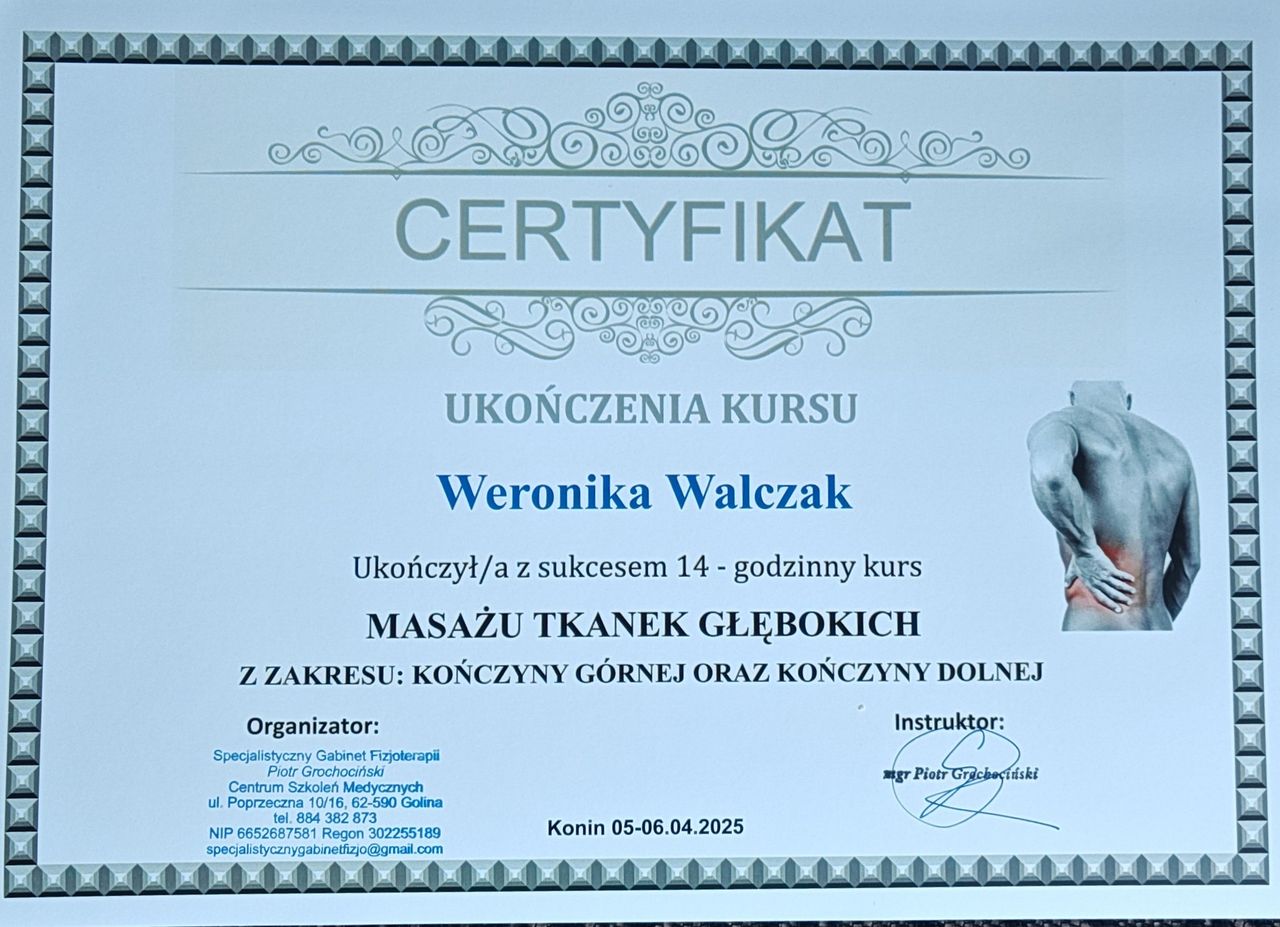 CERTYFIKAT
UKOŃCZENIA KURSU
Weronika Walczak
Ukończył/a z sukcesem 14 - godzinny kurs
MASAŻU TKANEK GŁĘBOKICH
Z ZAKRESU: KOŃCZYNY GÓRNEJ ORAZ KOŃCZYNY DOLNEJ
Organizator:
Specjalistyczny Gabinet Fizjoterapii
Piotr Grochociński
Centrum Szkoleń Medycznych
ul. Poprzeczna 10/16, 62-590 Golina
tel. 884 382 873
NIP 6652687581 Regon 302255189
specjalistycznygabinetfizjo@gmail.com
Konin 05-06.04.2025
Instruktor:
mgr Piotr Grochociński